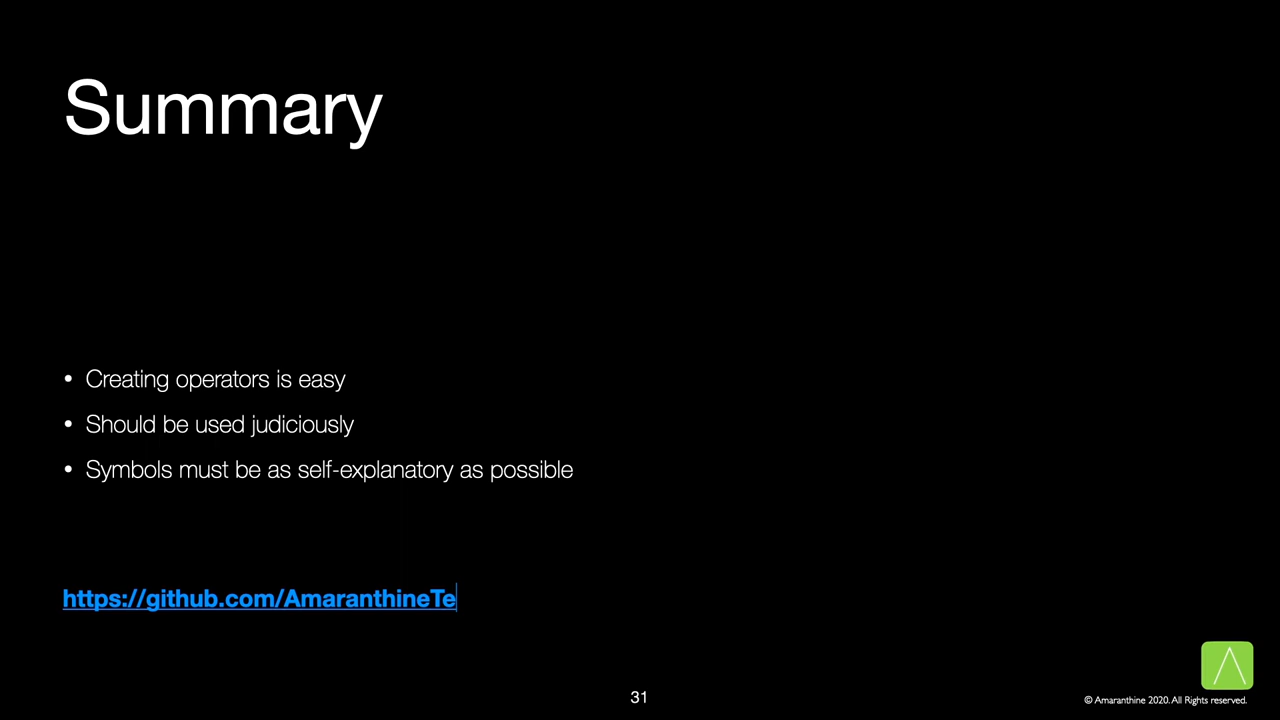 Summary
• Creating operators is easy
• Should be used judiciously
• Symbols must be as self-explanatory as possible
https://github.com/AmaranthineTe
31
© Amaranthine 2020. All Rights reserved.